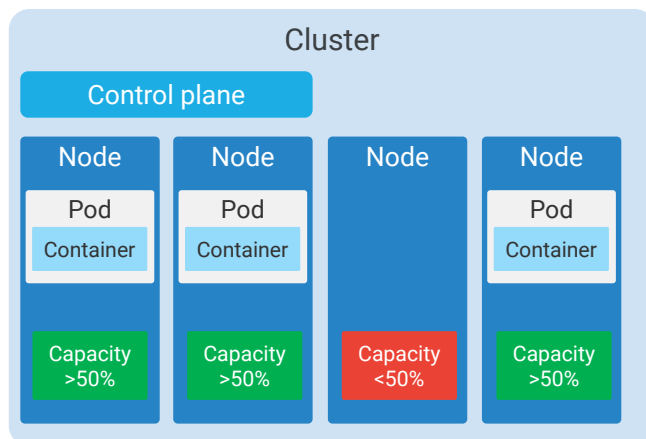 Cluster
Control plane
Node
Pod
Container
Capacity
>50%
Node
Pod
Container
Capacity
>50%
Node
Capacity
<50%
Node
Pod
Container
Capacity
>50%